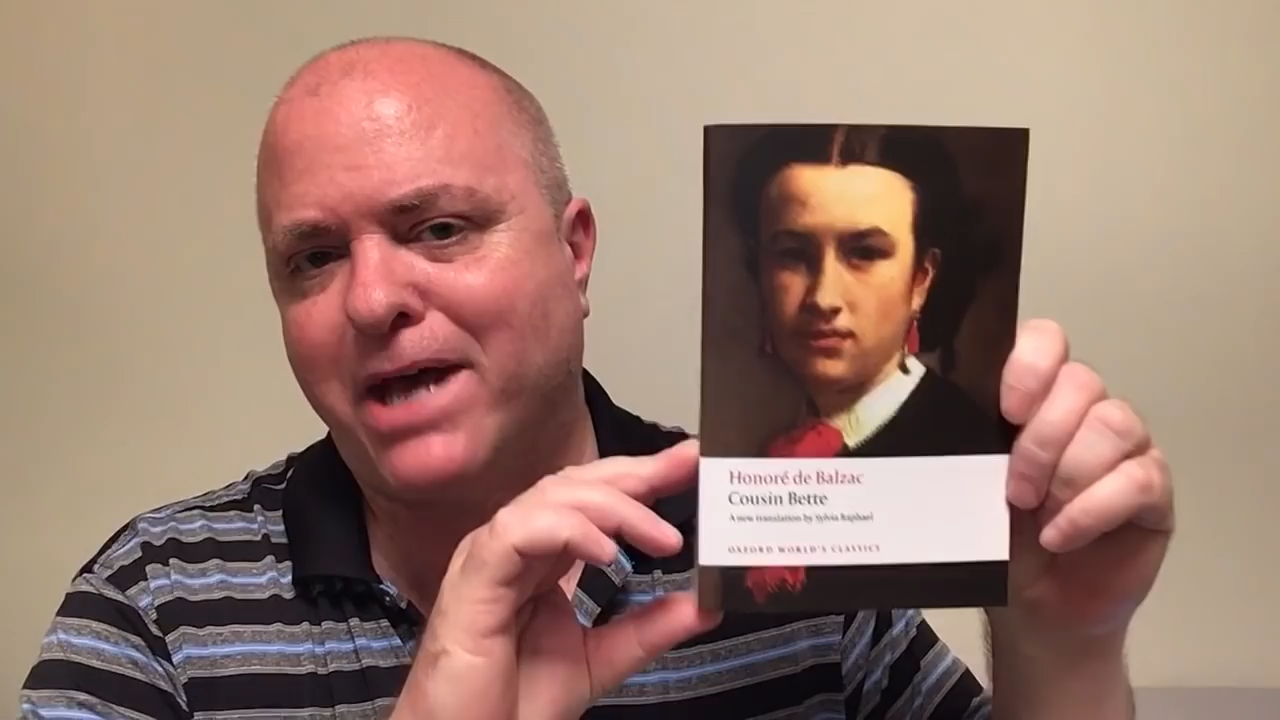 Honoré de Balzac
Cousin Bette
A new translation by Sylvia Raphael
OXFORD WORLD'S CLASSICS